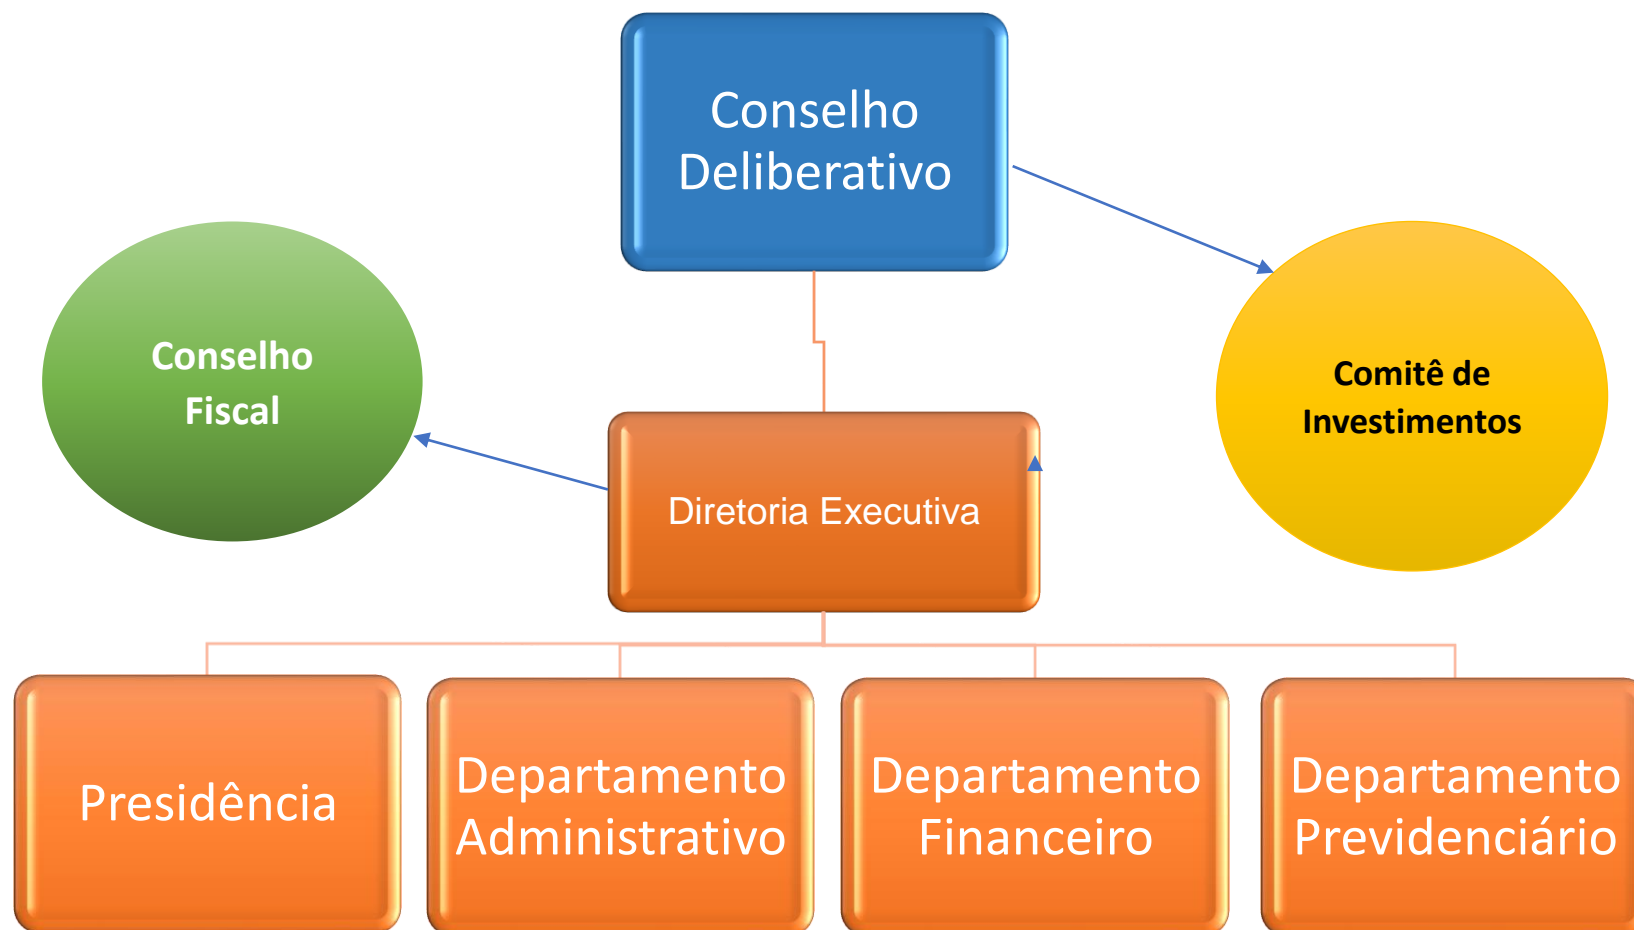 Conselho
Deliberativo
Conselho
Fiscal
Comitê de
Investimentos
Diretoria Executiva
Presidência
Departamento
Administrativo
Departamento
Financeiro
Departamento
Previdenciário